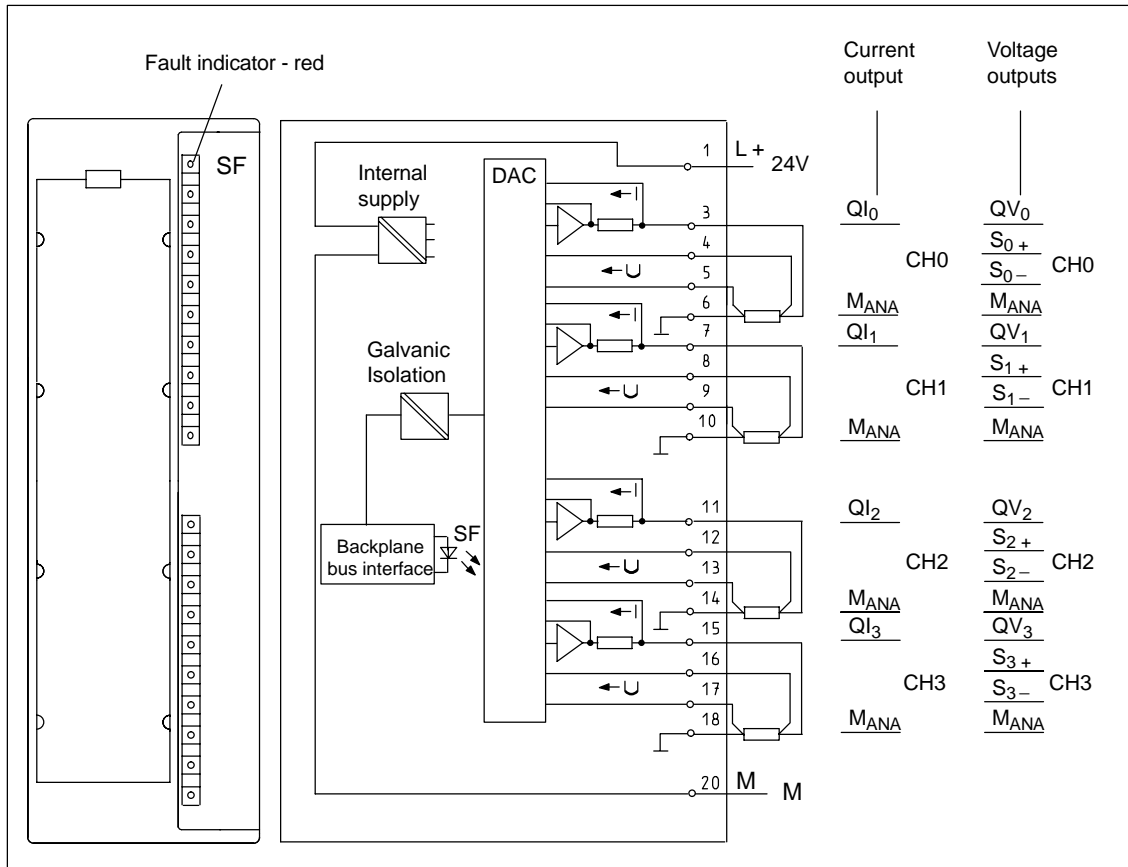 Fault indicator - red
SF
Current output
Voltage outputs
Internal supply
DAC
Galvanic Isolation
Backplane bus interface
SF
1 L + 24V
I
3
4
U
5
6
I
7
8
U
9
10
I
11
12
U
13
14
I
15
16
U
17
18
20 M M
QI0 QV0
S0 +
CH0 CH0
S0 –
MANA MANA
QI1 QV1
S1 +
CH1 CH1
S1 –
MANA MANA
QI2 QV2
S2 +
CH2 CH2
S2 –
MANA MANA
QI3 QV3
S3 +
CH3 CH3
S3 –
MANA MANA